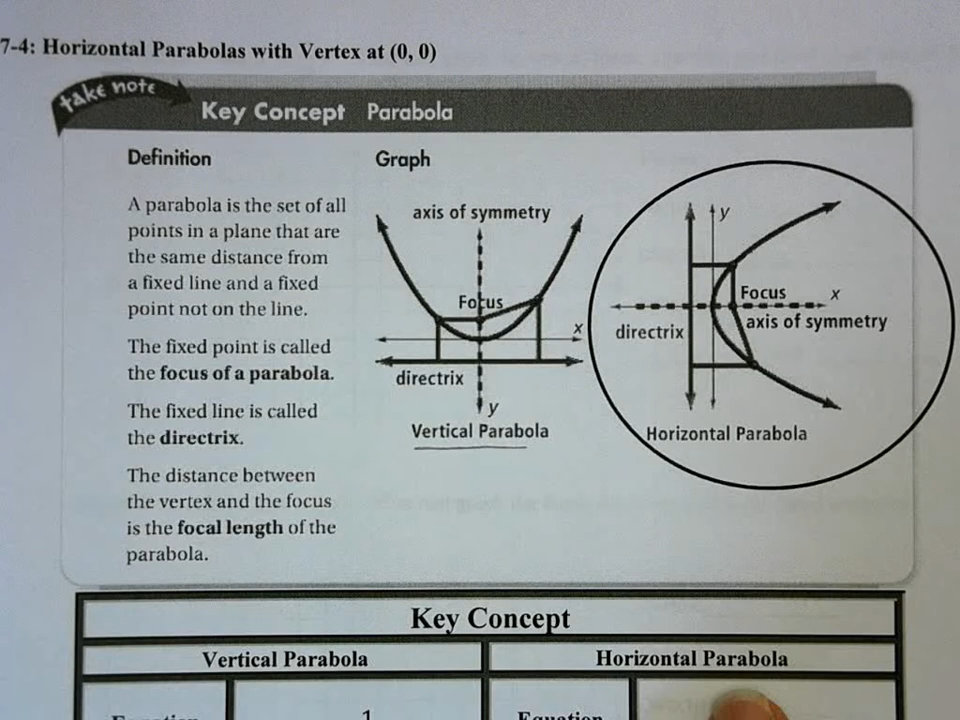 7-4: Horizontal Parabolas with Vertex at (0, 0)
take note
Key Concept Parabola
Definition
A parabola is the set of all
points in a plane that are
the same distance from
a fixed line and a fixed
point not on the line.
The fixed point is called
the focus of a parabola.
The fixed line is called
the directrix.
The distance between
the vertex and the focus
is the focal length of the
parabola.
Graph
axis of symmetry
Focus
x
directrix
y
Vertical Parabola
y
Focus
x
directrix
axis of symmetry
Horizontal Parabola
Key Concept
Vertical Parabola
Horizontal Parabola
Equation
1
Equation